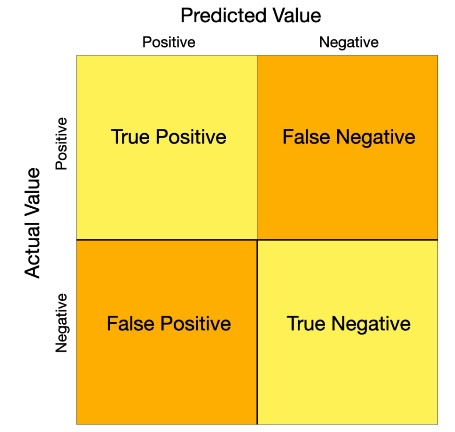 Predicted Value
Positive
Negative
Actual Value
Positive
True Positive
False Negative
Negative
False Positive
True Negative